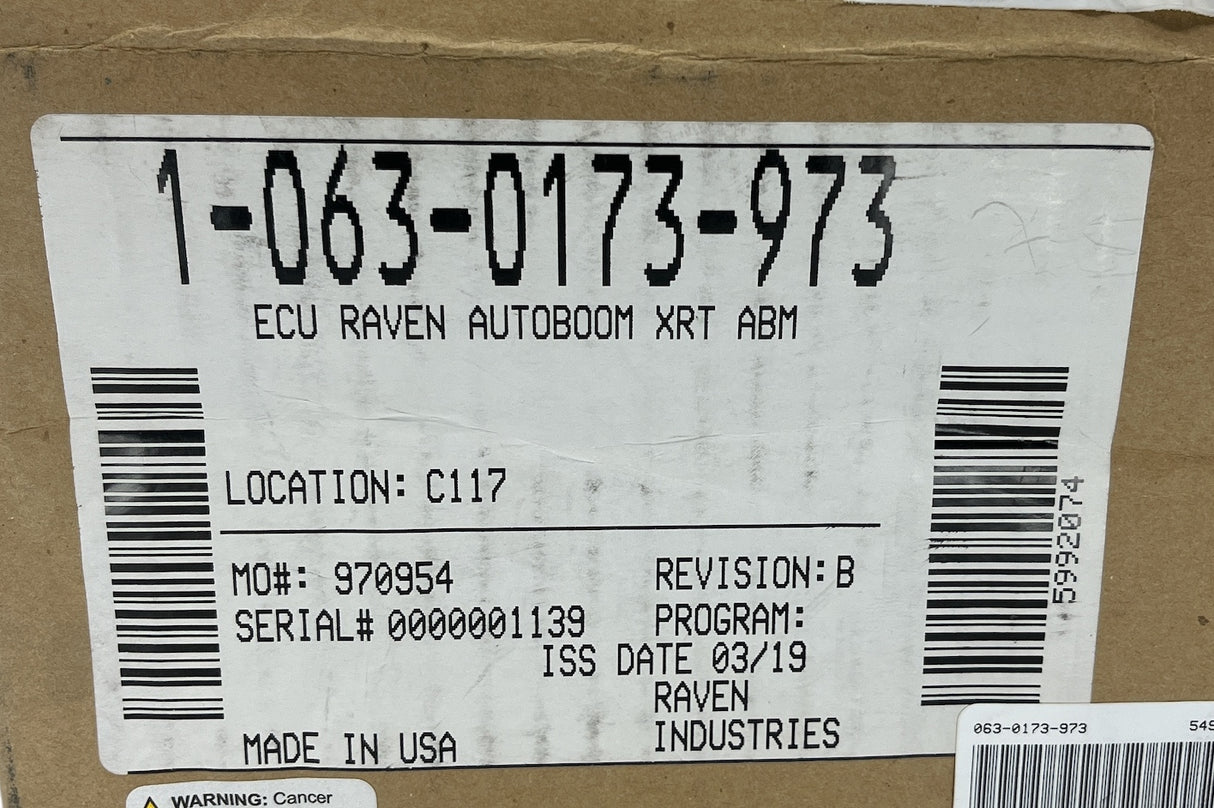 1-063-0173-973
ECU RAVEN AUTOBOOM XRT ABM
LOCATION: C117
5992074
MO#: 970954
REVISION: B
SERIAL# 0000001139
PROGRAM:
ISS DATE 03/19
RAVEN
INDUSTRIES
MADE IN USA
063-0173-973
549
WARNING: Cancer